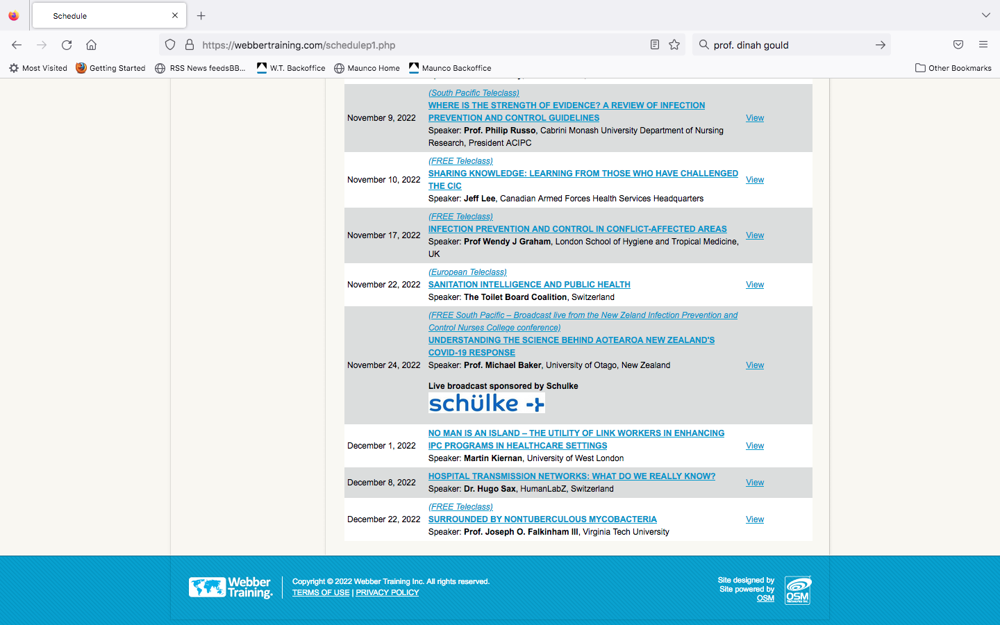 Schedule
https://webbertraining.com/schedulep1.php
prof. dinah gould
Most Visited
Getting Started
RSS News feedsBB...
W.T. Backoffice
Maunco Home
Maunco Backoffice
Other Bookmarks
(South Pacific Teleclass)
WHERE IS THE STRENGTH OF EVIDENCE? A REVIEW OF INFECTION
PREVENTION AND CONTROL GUIDELINES
November 9, 2022
View
Speaker: Prof. Philip Russo, Cabrini Monash University Department of Nursing
Research, President ACIPC
(FREE Teleclass)
SHARING KNOWLEDGE: LEARNING FROM THOSE WHO HAVE CHALLENGED
THE CIC
November 10, 2022
View
Speaker: Jeff Lee, Canadian Armed Forces Health Services Headquarters
(FREE Teleclass)
INFECTION PREVENTION AND CONTROL IN CONFLICT-AFFECTED AREAS
November 17, 2022
View
Speaker: Prof Wendy J Graham, London School of Hygiene and Tropical Medicine,
UK
(European Teleclass)
SANITATION INTELLIGENCE AND PUBLIC HEALTH
November 22, 2022
View
Speaker: The Toilet Board Coalition, Switzerland
(FREE South Pacific – Broadcast live from the New Zeland Infection Prevention and
Control Nurses College conference)
UNDERSTANDING THE SCIENCE BEHIND AOTEAROA NEW ZEALAND'S
COVID-19 RESPONSE
November 24, 2022
View
Speaker: Prof. Michael Baker, University of Otago, New Zealand
Live broadcast sponsored by Schulke
schülke
NO MAN IS AN ISLAND – THE UTILITY OF LINK WORKERS IN ENHANCING
IPC PROGRAMS IN HEALTHCARE SETTINGS
December 1, 2022
View
Speaker: Martin Kiernan, University of West London
HOSPITAL TRANSMISSION NETWORKS: WHAT DO WE REALLY KNOW?
December 8, 2022
View
Speaker: Dr. Hugo Sax, HumanLabZ, Switzerland
(FREE Teleclass)
SURROUNDED BY NONTUBERCULOUS MYCOBACTERIA
December 22, 2022
View
Speaker: Prof. Joseph O. Falkinham III, Virginia Tech University
Webber
Training.
Copyright © 2022 Webber Training Inc. All rights reserved.
TERMS OF USE | PRIVACY POLICY
Site designed by
Site powered by
OSM
OSM
Networks Inc.